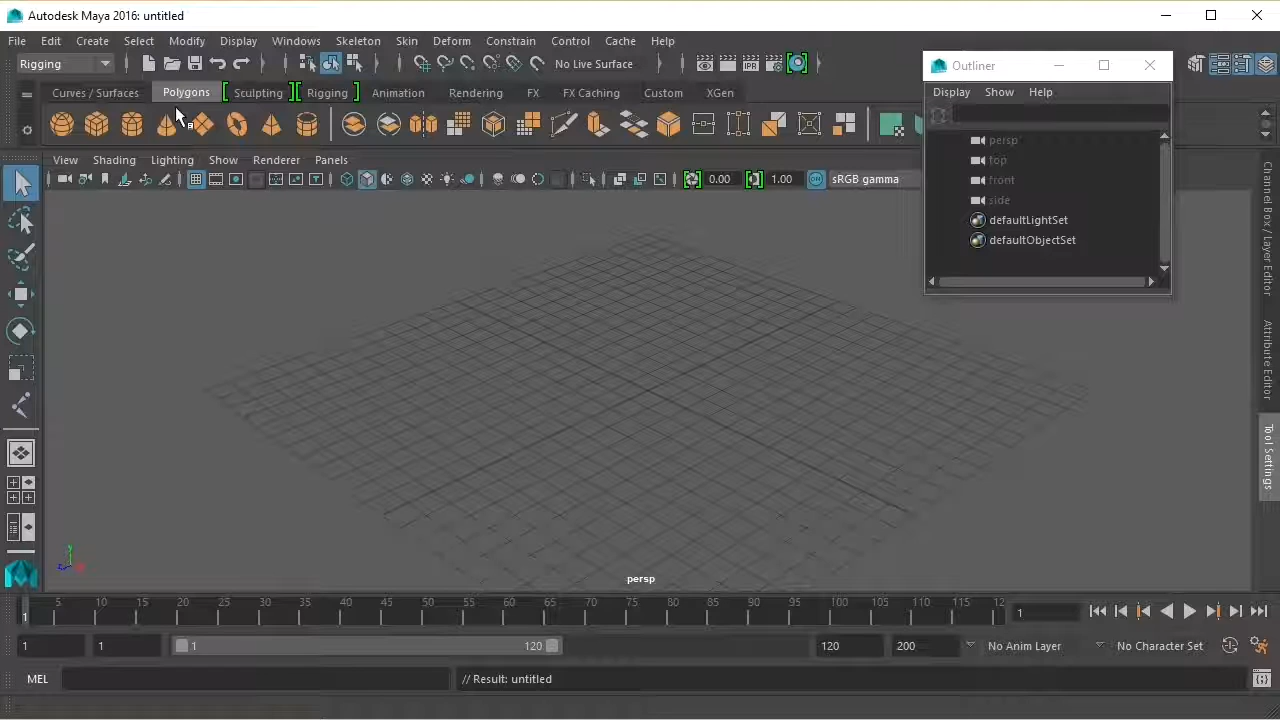 Autodesk Maya 2016: untitled
File Edit Create Select Modify Display Windows Skeleton Skin Deform Constrain Control Cache Help
Rigging No Live Surface
Curves / Surfaces Polygons Sculpting Rigging Animation Rendering FX FX Caching Custom XGen
View Shading Lighting Show Renderer Panels
0.00 1.00 sRGB gamma
Outliner
Display Show Help
persp
top
front
side
defaultLightSet
defaultObjectSet
Channel Box / Layer Editor
Attribute Editor
Tool Settings
persp
5 10 15 20 25 30 35 40 45 50 55 60 65 70 75 80 85 90 95 100 105 110 115 12
1 1
1 1 1 120 120 200 No Anim Layer No Character Set
MEL // Result: untitled